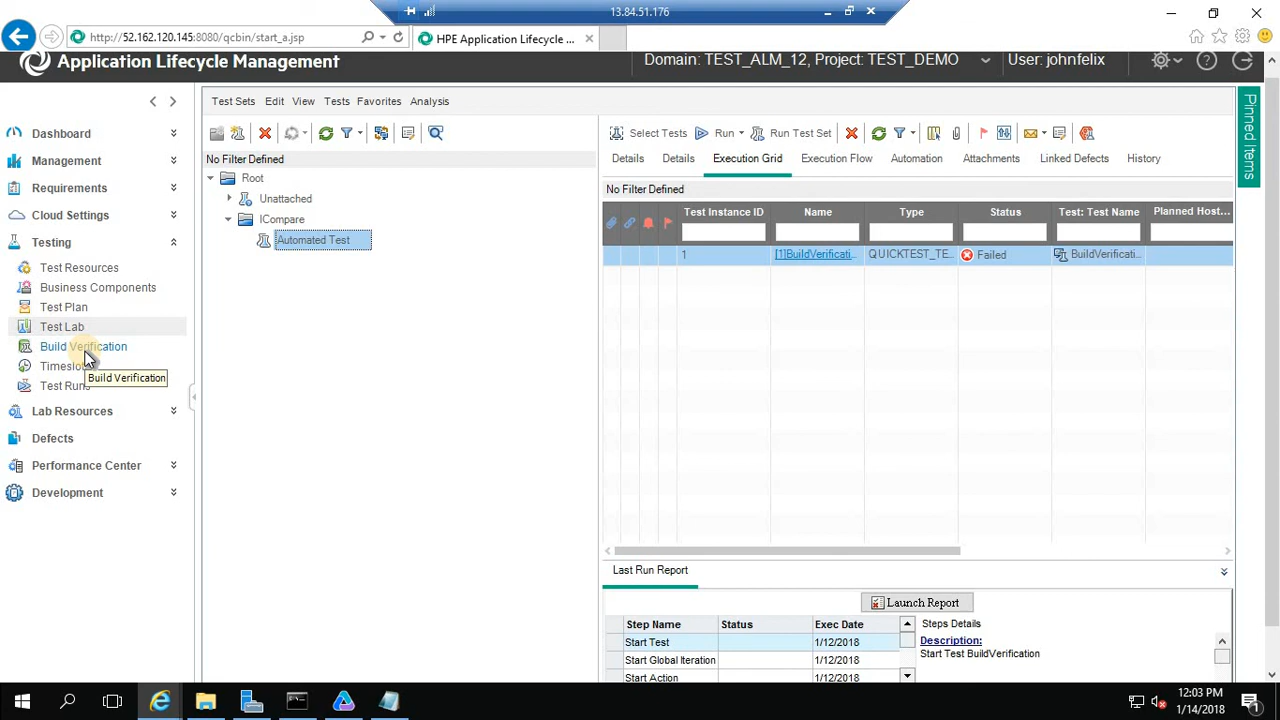 13.84.51.176
http://52.162.120.145:8080/qcbin/start_a.jsp
HPE Application Lifecycle ...
Application Lifecycle Management
Domain: TEST_ALM_12, Project: TEST_DEMO
User: johnfelix
Test Sets Edit View Tests Favorites Analysis
Dashboard
Management
Requirements
Cloud Settings
Testing
Test Resources
Business Components
Test Plan
Test Lab
Build Verification
Timeslo
Build Verification
Test Runs
Lab Resources
Defects
Performance Center
Development
No Filter Defined
Root
Unattached
ICompare
Automated Test
Select Tests Run Run Test Set
Details Details Execution Grid Execution Flow Automation Attachments Linked Defects History
No Filter Defined
Test Instance ID Name Type Status Test: Test Name Planned Host...
1 [1]BuildVerificati... QUICKTEST_TE... Failed BuildVerificati...
Last Run Report
Launch Report
Step Name Status Exec Date
Start Test 1/12/2018
Start Global Iteration 1/12/2018
Start Action 1/12/2018
Steps Details
Description:
Start Test BuildVerification
Pinned Items
12:03 PM
1/14/2018
1